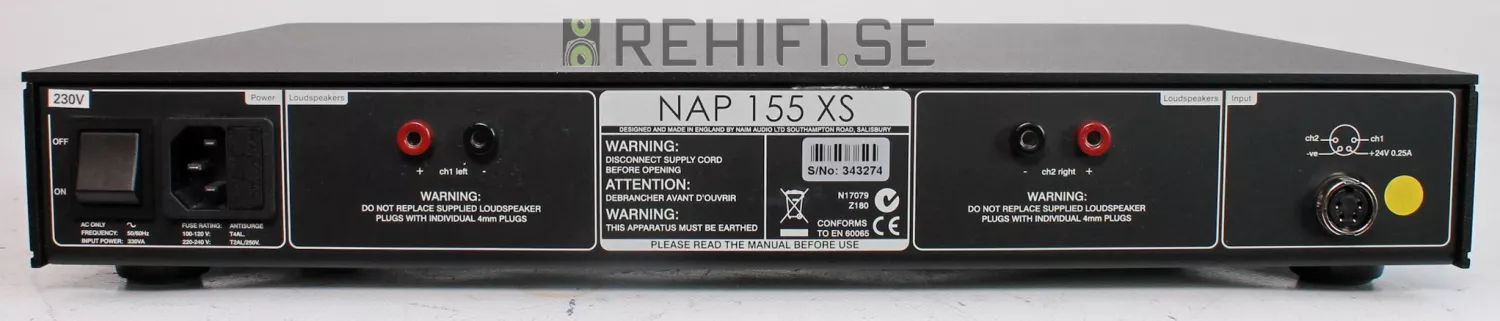 REHIFI.SE
230V
Power
OFF
ON
AC ONLY
FREQUENCY: 50/60Hz
INPUT POWER: 330VA
FUSE RATING: ANTISURGE
100-120 V: T4AL.
220-240 V: T2AL/250V.
Loudspeakers
+ ch1 left -
WARNING:
DO NOT REPLACE SUPPLIED LOUDSPEAKER
PLUGS WITH INDIVIDUAL 4mm PLUGS
NAP 155 XS
DESIGNED AND MADE IN ENGLAND BY NAIM AUDIO LTD SOUTHAMPTON ROAD, SALISBURY
WARNING:
DISCONNECT SUPPLY CORD
BEFORE OPENING
ATTENTION:
DEBRANCHER AVANT D'OUVRIR
WARNING:
THIS APPARATUS MUST BE EARTHED
S/No: 343274
N17079
Z180
CONFORMS
TO EN 60065
CE
PLEASE READ THE MANUAL BEFORE USE
Loudspeakers
- ch2 right +
WARNING:
DO NOT REPLACE SUPPLIED LOUDSPEAKER
PLUGS WITH INDIVIDUAL 4mm PLUGS
Input
ch2 ch1
-ve +24V 0.25A